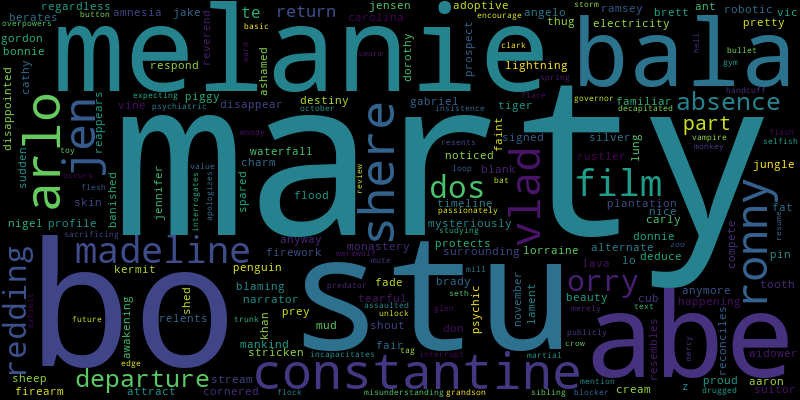 regardless
button
amnesia
jake
te
return
jensen
adoptive
encourage
angelo
storm
ramsey
brett
ant
robotic
vic
overpowers
berates
reverend
basic
carolina
thug
electricity
pretty
gordon
bonnie
melanie
bala
clark
hell
bullet
gym
cathy
respond
ward
ashamed
swarm
dorothy
prospect
lightning
spring
handcuff
disappointed
expecting
psychiatric
piggy
disappear
destiny
october
gabriel
insistence
tiger
flare
governor
decapitated
familiar
absence
arlo
jen
reappears
vine
marty
shere
signed
silver
part
vampire
monkey
flash
selfish
toy
sudden
woody
waterfall
charm
faint
noticed
resents
loop
blank
rustler
lung
jungle
occurs
flesh
skin
banished
jennifer
value
interrogates
apologizes
spared
flood
review
dos
bat
vlad
film
timeline
passionately
plantation
nice
carly
ronny
fat
resume
nigel
profile
sacrificing
mysteriously
studying
donnie
compete
redding
madeline
anyway
firework
monastery
werewolf
mute
protects
surrounding
lorraine
alternate
lo
deduce
zoo
pin
exhibit
kermit
penguin
bo
stu
blaming
narrator
predator
tearful
fade
brady
mill
seth
psychic
november
lament
orry
lava
beauty
cub
text
anymore
happening
tooth
future
awakening
shed
relents
trunk
khan
prey
mud
shout
assaulted
unlock
glen
don
merely
publicly
crow
abe
resembles
mercy
reconciles
widower
mankind
stricken
fair
tag
incapacitates
interrupt
martial
edge
sheep
firearm
departure
attract
stream
cornered
flock
constantine
misunderstanding
grandson
sibling
mention
blocker
cream
z
proud
drugged
aaron
suitor